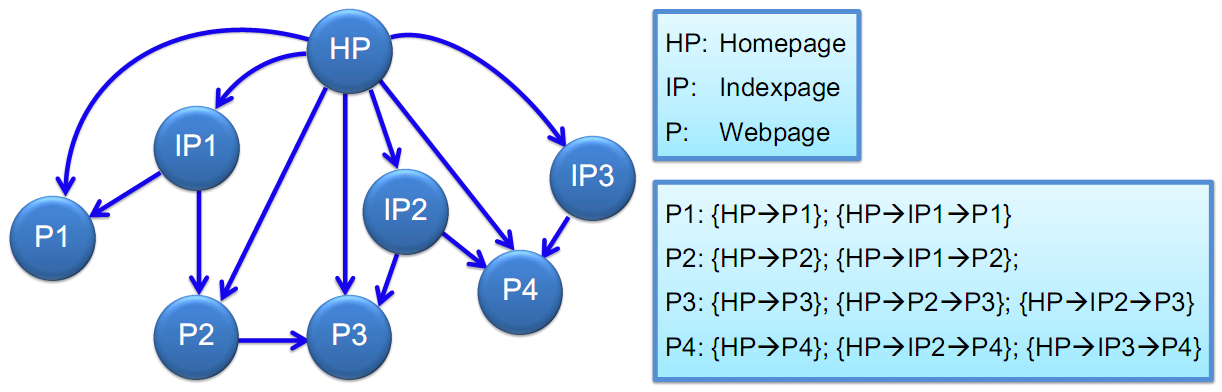 HP
IP1
IP3
IP2
P1
P4
P2
P3
HP: Homepage
IP: Indexpage
P: Webpage
P1: {HP→P1}; {HP→IP1→P1}
P2: {HP→P2}; {HP→IP1→P2};
P3: {HP→P3}; {HP→P2→P3}; {HP→IP2→P3}
P4: {HP→P4}; {HP→IP2→P4}; {HP→IP3→P4}